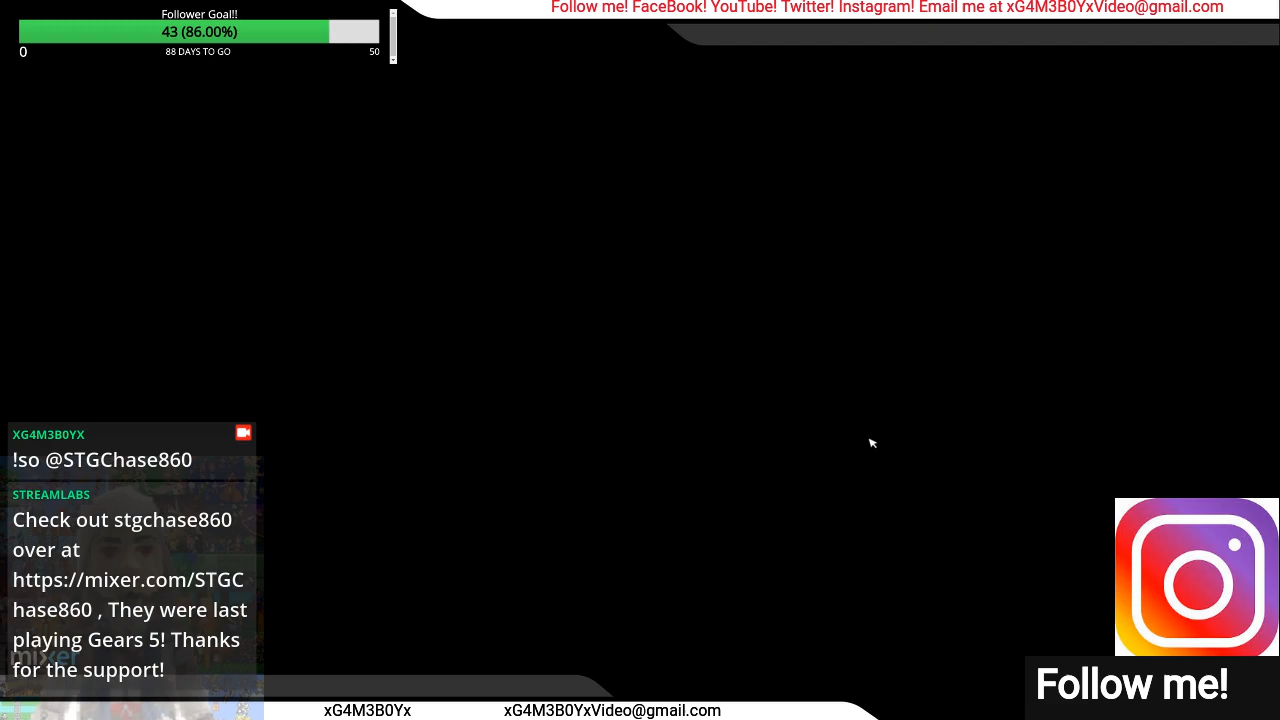 Follow me! FaceBook! YouTube! Twitter! Instagram! Email me at xG4M3B0YxVideo@gmail.com
Follower Goal!!
43 (86.00%)
0
88 DAYS TO GO
50
XG4M3B0YX
!so @STGChase860
STREAMLABS
Check out stgchase860
over at
https://mixer.com/STGC
hase860 , They were last
playing Gears 5! Thanks
for the support!
mixer
Follow me!
xG4M3B0Yx
xG4M3B0YxVideo@gmail.com